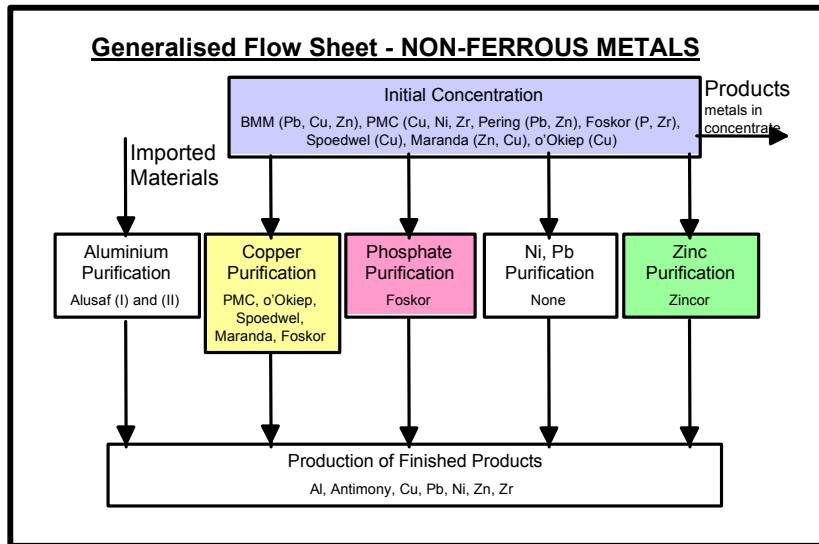 Generalised Flow Sheet - NON-FERROUS METALS
Initial Concentration
BMM (Pb, Cu, Zn), PMC (Cu, Ni, Zr, Pering (Pb, Zn), Foskor (P, Zr),
Spoedwel (Cu), Maranda (Zn, Cu), o'Okiep (Cu)
Products
metals in
concentrate
Imported
Materials
Aluminium
Purification
Alusaf (I) and (II)
Copper
Purification
PMC, o'Okiep,
Spoedwel,
Maranda, Foskor
Phosphate
Purification
Foskor
Ni, Pb
Purification
None
Zinc
Purification
Zincor
Production of Finished Products
Al, Antimony, Cu, Pb, Ni, Zn, Zr